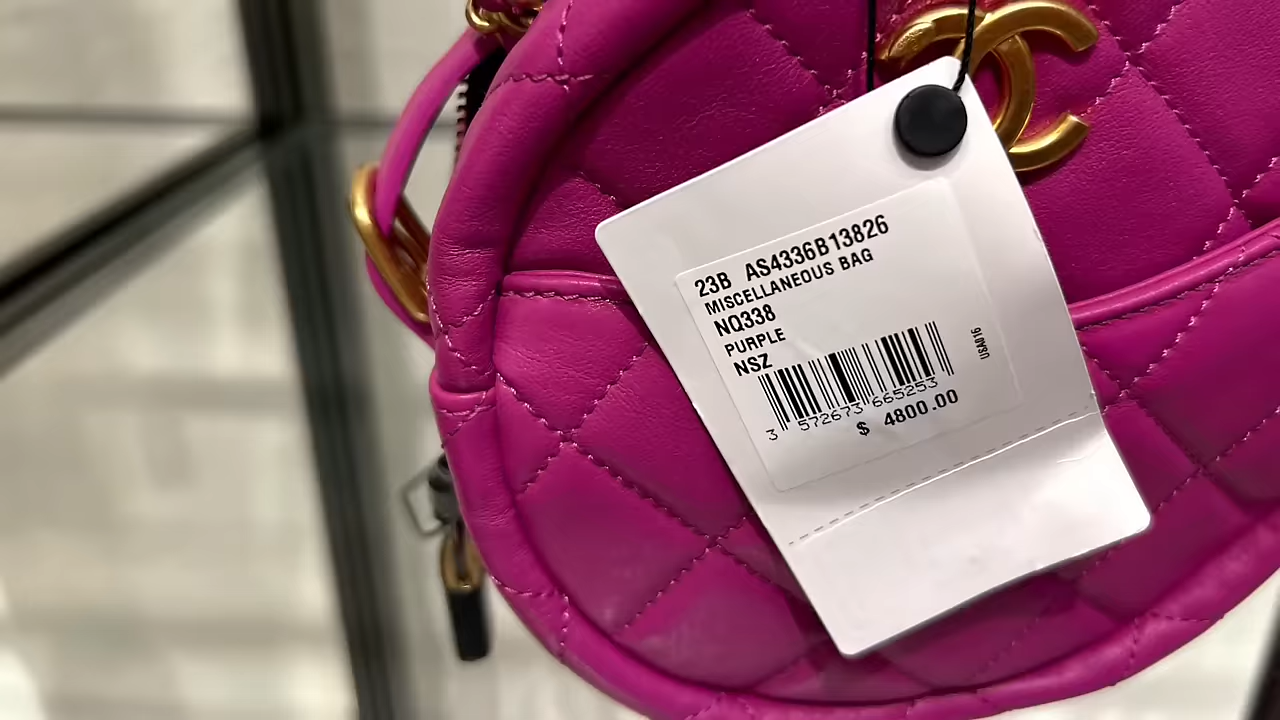 23B AS4336B13826
MISCELLANEOUS BAG
NQ338
PURPLE
NSZ
USA016
3 572673 665253
$ 4800.00